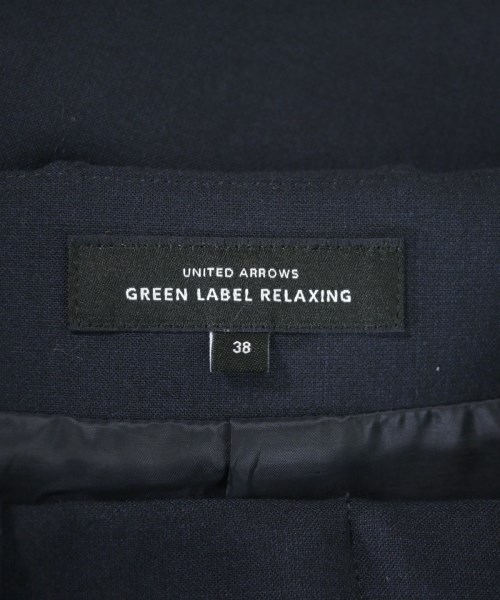 UNITED ARROWS
GREEN LABEL RELAXING
38